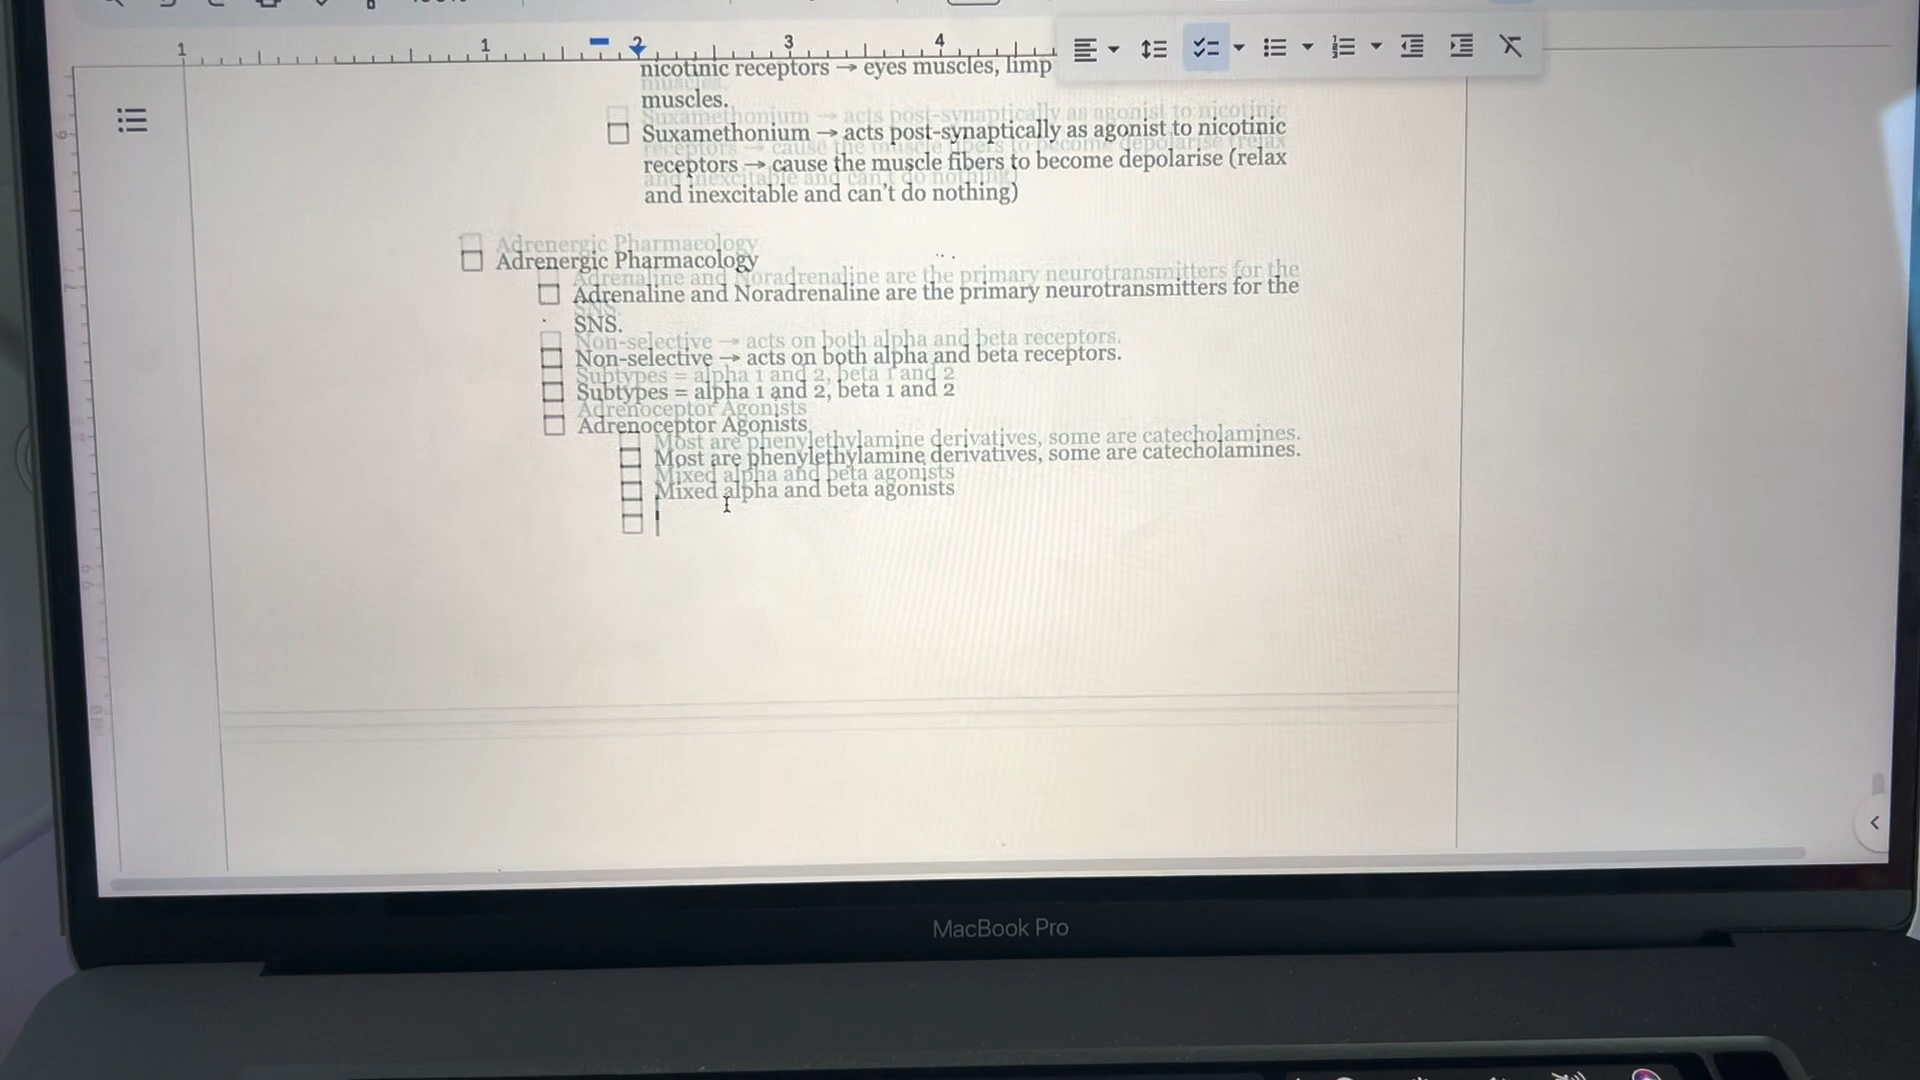 1 1 2 3 4
nicotinic receptors → eyes muscles, limp
muscles.
Suxamethonium → acts post-synaptically as agonist to nicotinic
receptors → cause the muscle fibers to become depolarise (relax
and inexcitable and can't do nothing)
Adrenergic Pharmacology
Adrenaline and Noradrenaline are the primary neurotransmitters for the
SNS.
Non-selective → acts on both alpha and beta receptors.
Subtypes = alpha 1 and 2, beta 1 and 2
Adrenoceptor Agonists
Most are phenylethylamine derivatives, some are catecholamines.
Mixed alpha and beta agonists
MacBook Pro